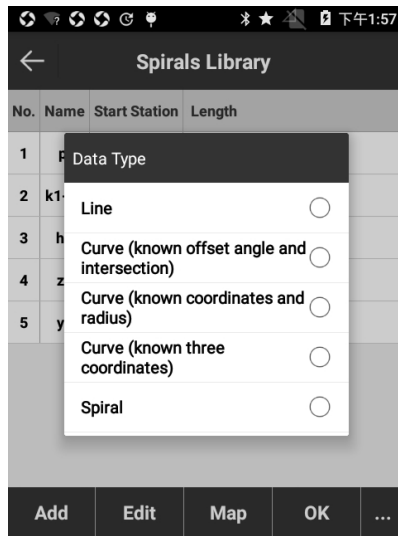 下午1:57
Spirals Library
No. Name Start Station Length
Data Type
1
2 k1-
3 h
4 z
5 y
Line
Curve (known offset angle and
intersection)
Curve (known coordinates and
radius)
Curve (known three
coordinates)
Spiral
Add Edit Map OK ...